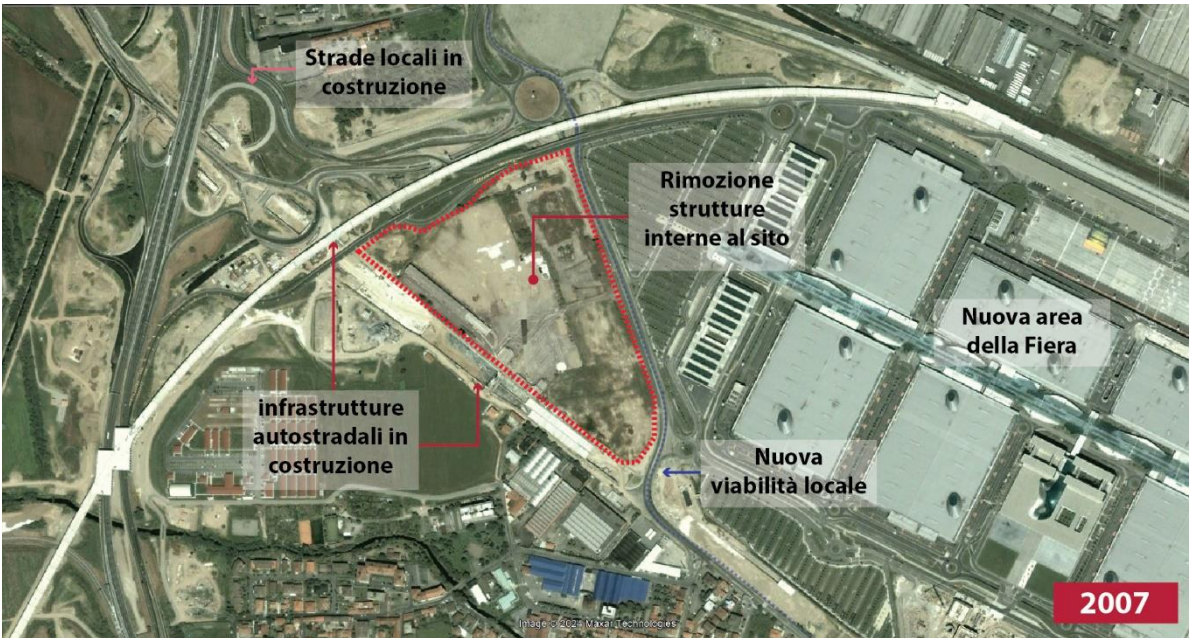 Strade locali in
costruzione
Rimozione
strutture
interne al sito
Nuova area
della Fiera
infrastrutture
autostradali in
costruzione
Nuova
viabilità locale
2007
Image © 2024 Maxar Technologies